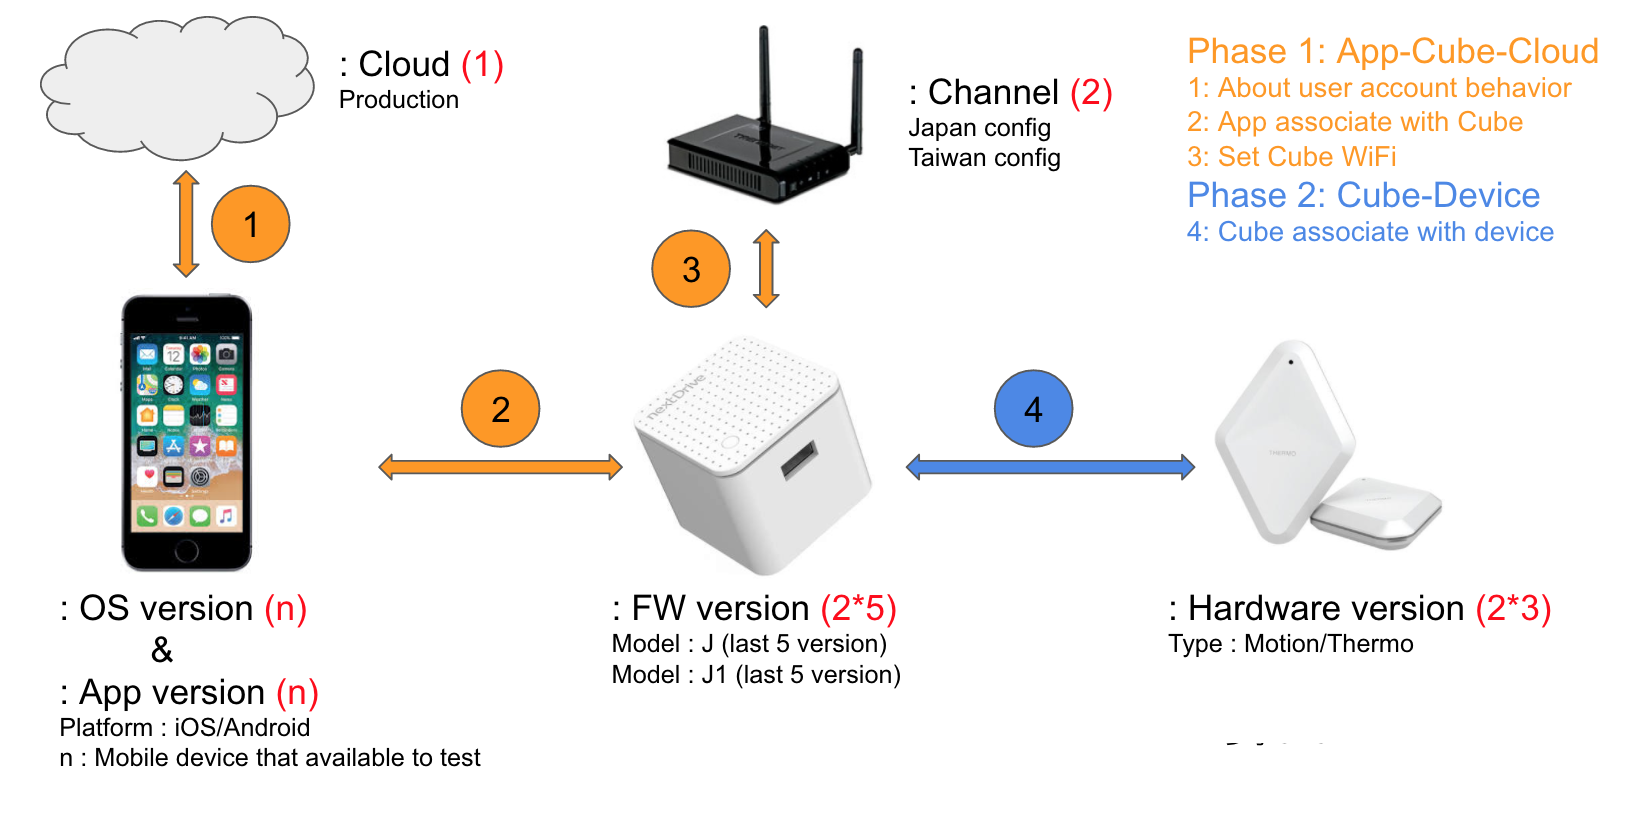 : Cloud (1)
Production
: Channel (2)
Japan config
Taiwan config
Phase 1: App-Cube-Cloud
1: About user account behavior
2: App associate with Cube
3: Set Cube WiFi
Phase 2: Cube-Device
4: Cube associate with device
1
3
2
4
nextDrive
THERMO
: OS version (n)
&
: App version (n)
Platform : iOS/Android
n : Mobile device that available to test
: FW version (2*5)
Model : J (last 5 version)
Model : J1 (last 5 version)
: Hardware version (2*3)
Type : Motion/Thermo